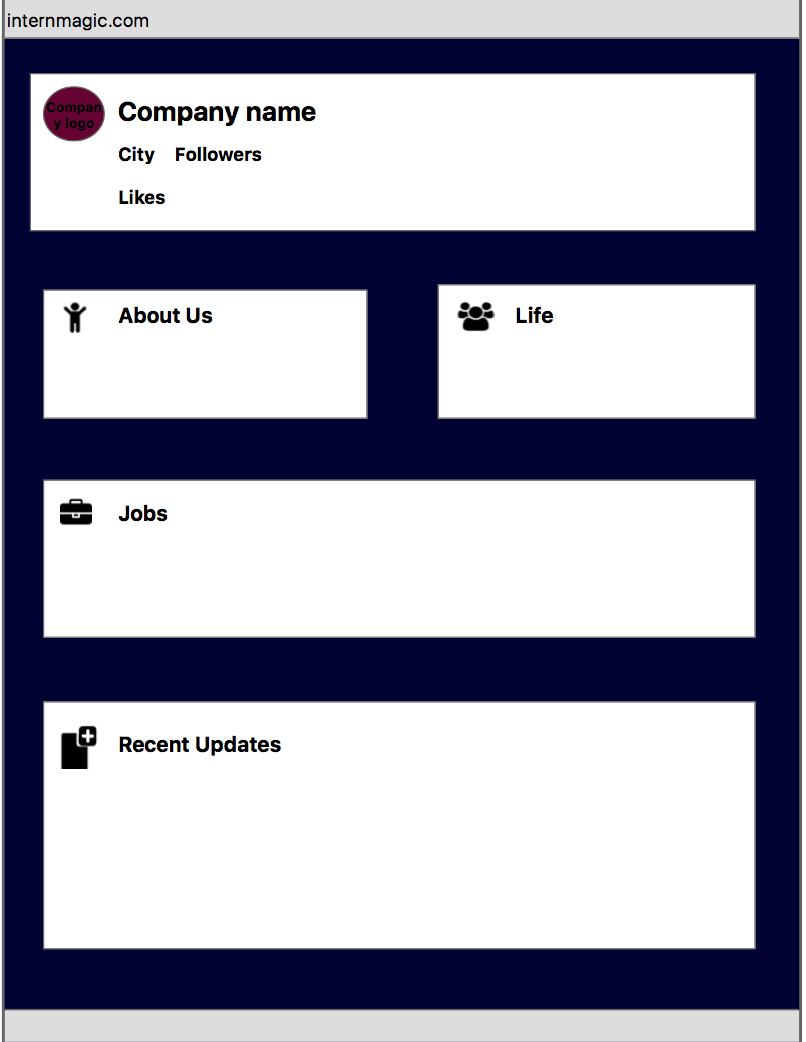 internmagic.com
Compan
y logo
Company name
City Followers
Likes
About Us
Life
Jobs
Recent Updates